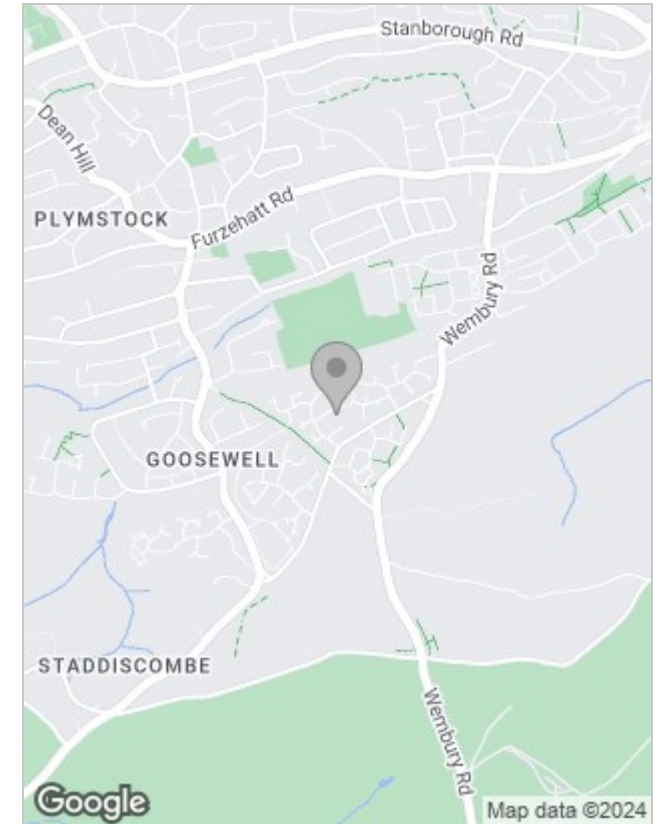 Stanborough Rd
Dean Hill
PLYMSTOCK
Furzehatt Rd
Wembury Rd
GOOSEWELL
STADDISCOMBE
Wembury Rd
Google
Map data ©2024